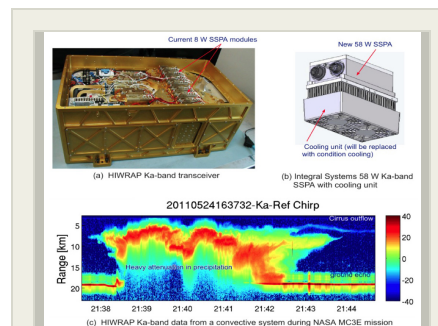 Current 8 W SSPA modules
New 58 W SSPA
Cooling unit (will be replaced
with condition cooling)
(a) HIWRAP Ka-band transceiver
(b) Integral Systems 58 W Ka-band
SSPA with cooling unit
20110524163732-Ka-Ref Chirp
Cirrus outflow
Heavy attenuation in precipitation
ground echo
Range [km]
5
10
15
20
40
20
0
-20
-40
21:38 21:39 21:40 21:41 21:42 21:43 21:44
(c) HIWRAP Ka-band data from a convective system during NASA MC3E mission